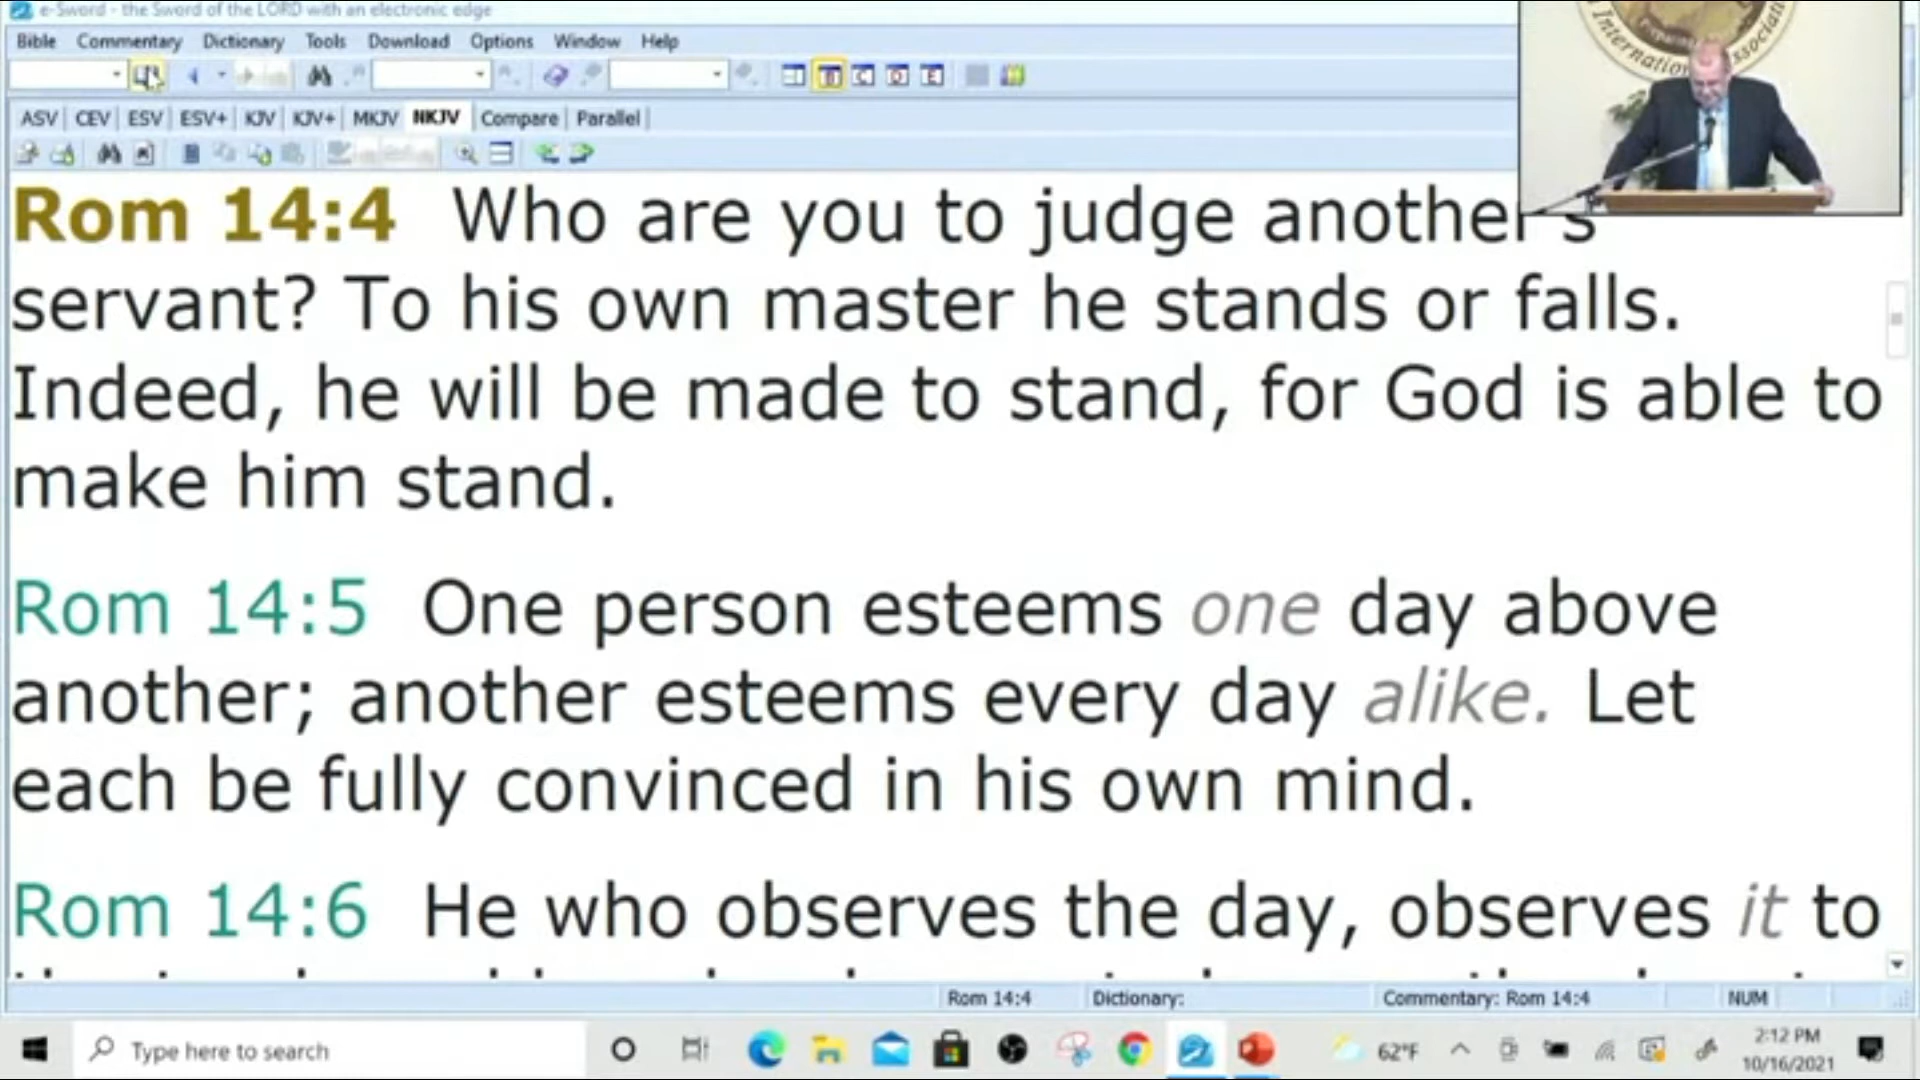 e-Sword - the Sword of the LORD with an electronic edge
Bible Commentary Dictionary Tools Download Options Window Help
ASV CEV ESV ESV+ KJV KJV+ MKJV NKJV Compare Parallel
International Associati
Rom 14:4 Who are you to judge another's
servant? To his own master he stands or falls.
Indeed, he will be made to stand, for God is able to
make him stand.
Rom 14:5 One person esteems one day above
another; another esteems every day alike. Let
each be fully convinced in his own mind.
Rom 14:6 He who observes the day, observes it to
Rom 14:4 Dictionary: Commentary: Rom 14:4 NUM
Type here to search
62°F
2:12 PM
10/16/2021